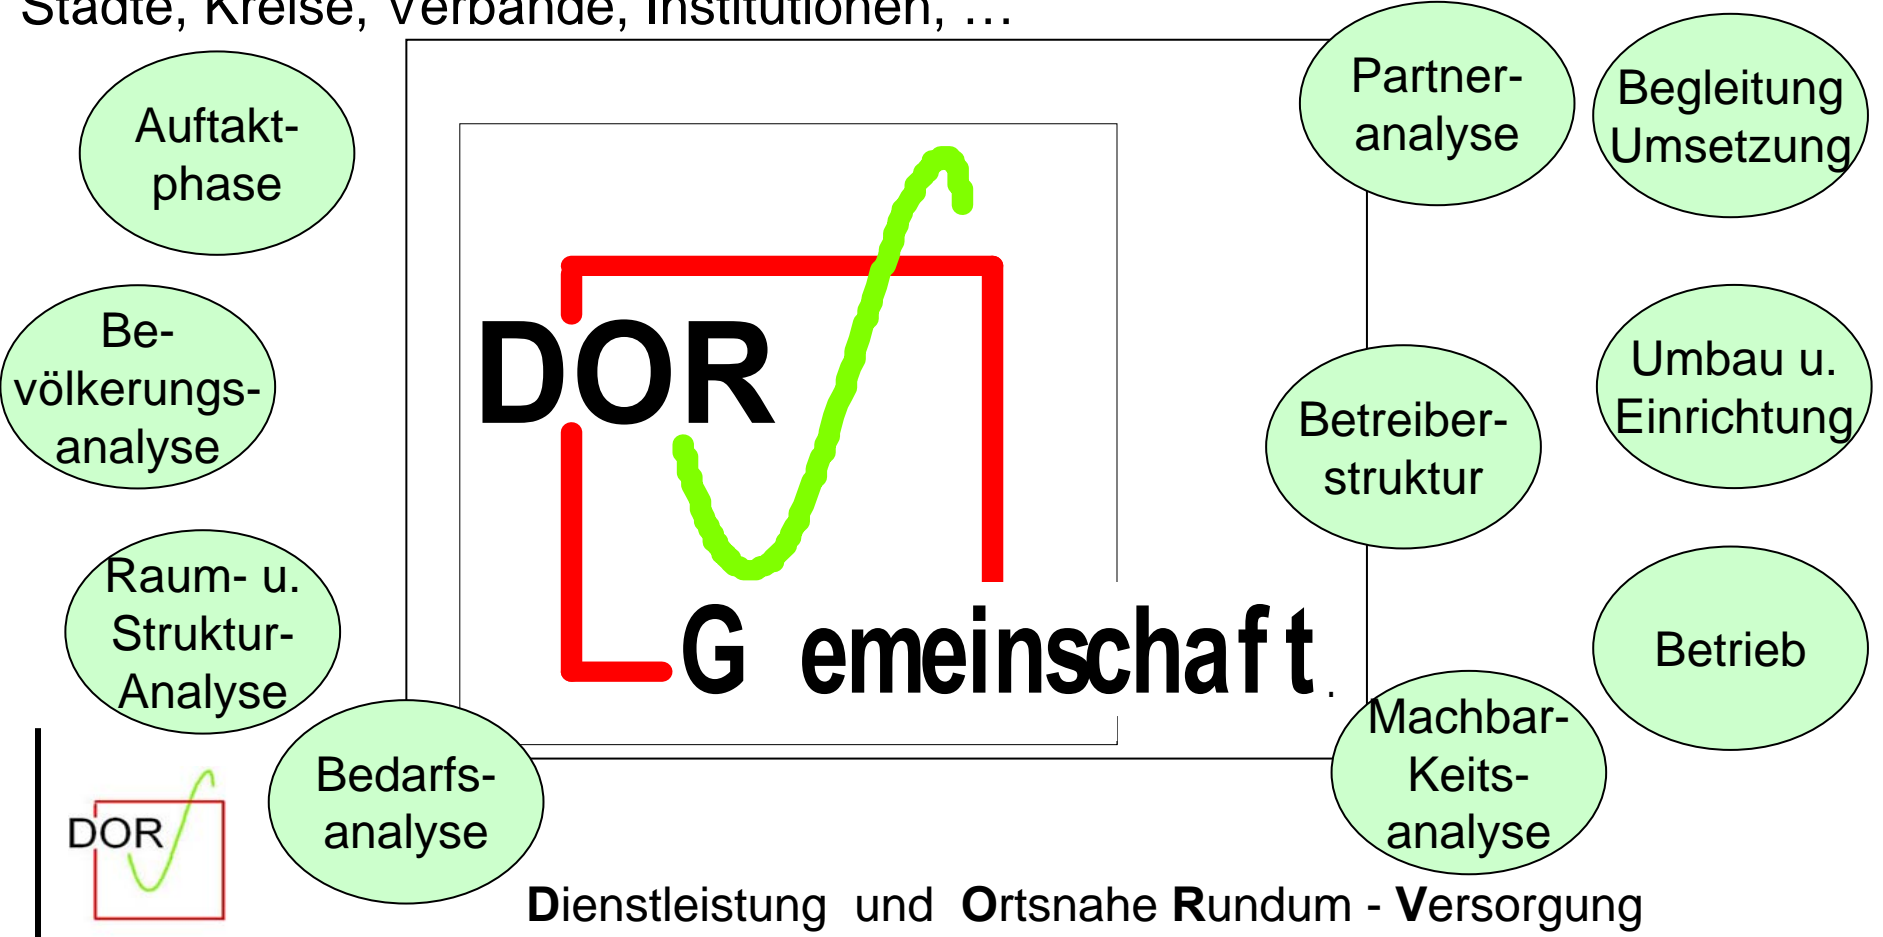 Städte, Kreise, Verbände, Institutionen, …
Auftakt-
phase
Be-
völkerungs-
analyse
Raum- u.
Struktur-
Analyse
Bedarfs-
analyse
DOR
G emeinschaft.
Partner-
analyse
Begleitung
Umsetzung
Betreiber-
struktur
Umbau u.
Einrichtung
Machbar-
Keits-
analyse
Betrieb
DOR
Dienstleistung und Ortsnahe Rundum - Versorgung